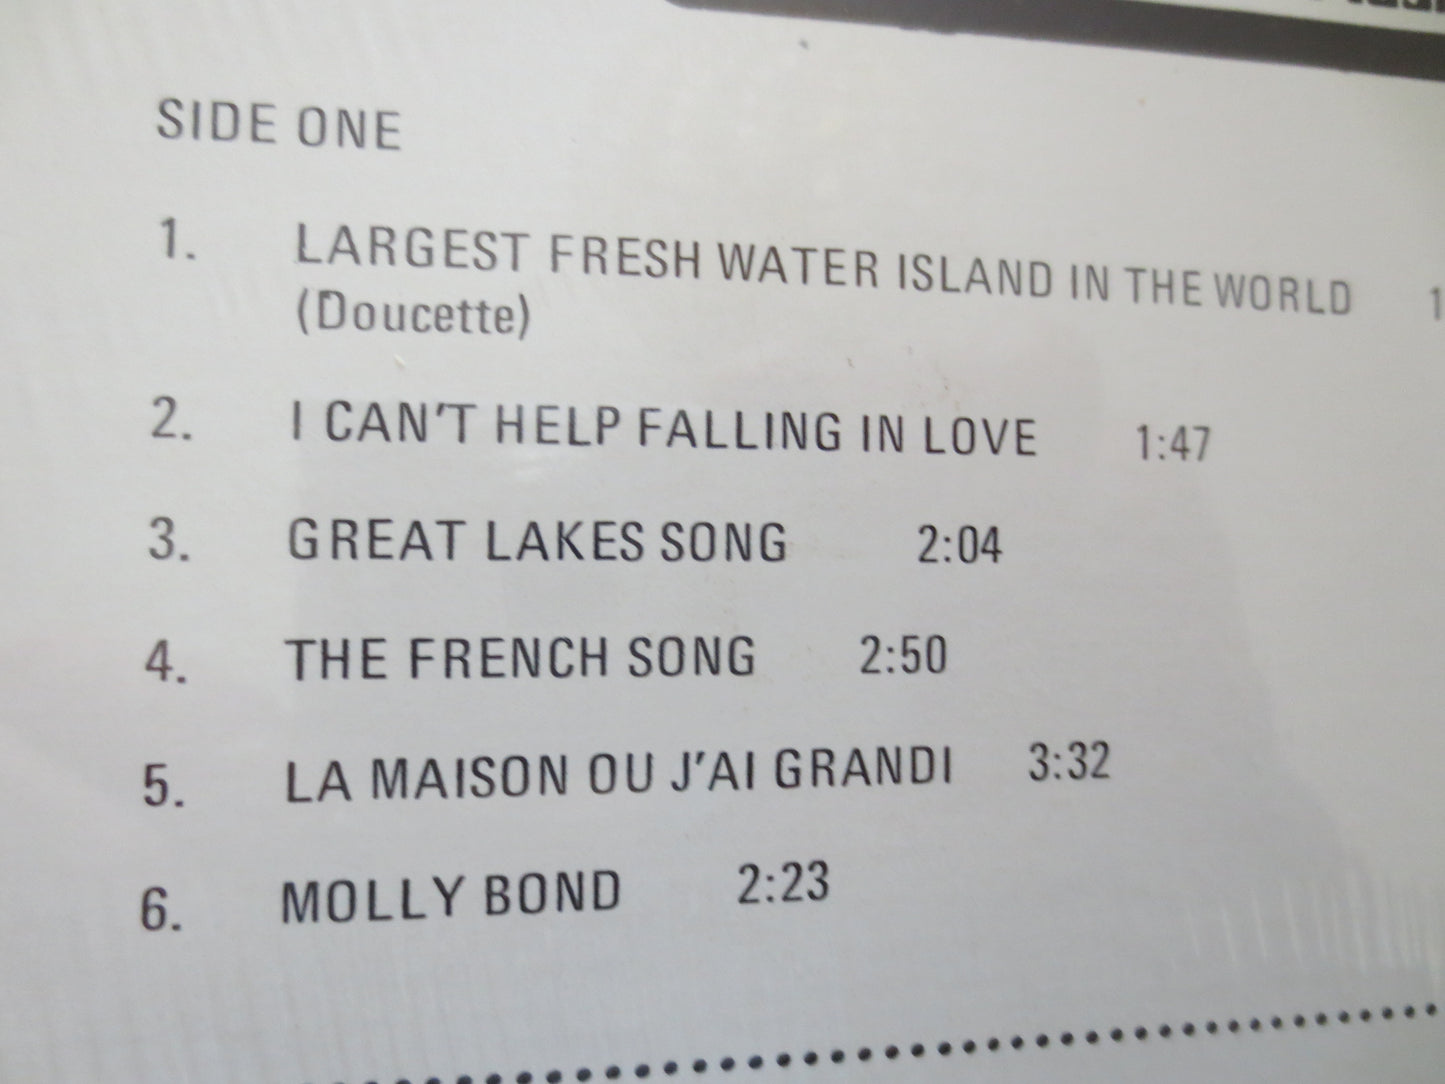 SIDE ONE
1. LARGEST FRESH WATER ISLAND IN THE WORLD
(Doucette)
2. I CAN'T HELP FALLING IN LOVE 1:47
3. GREAT LAKES SONG 2:04
4. THE FRENCH SONG 2:50
5. LA MAISON OU J'AI GRANDI 3:32
6. MOLLY BOND 2:23